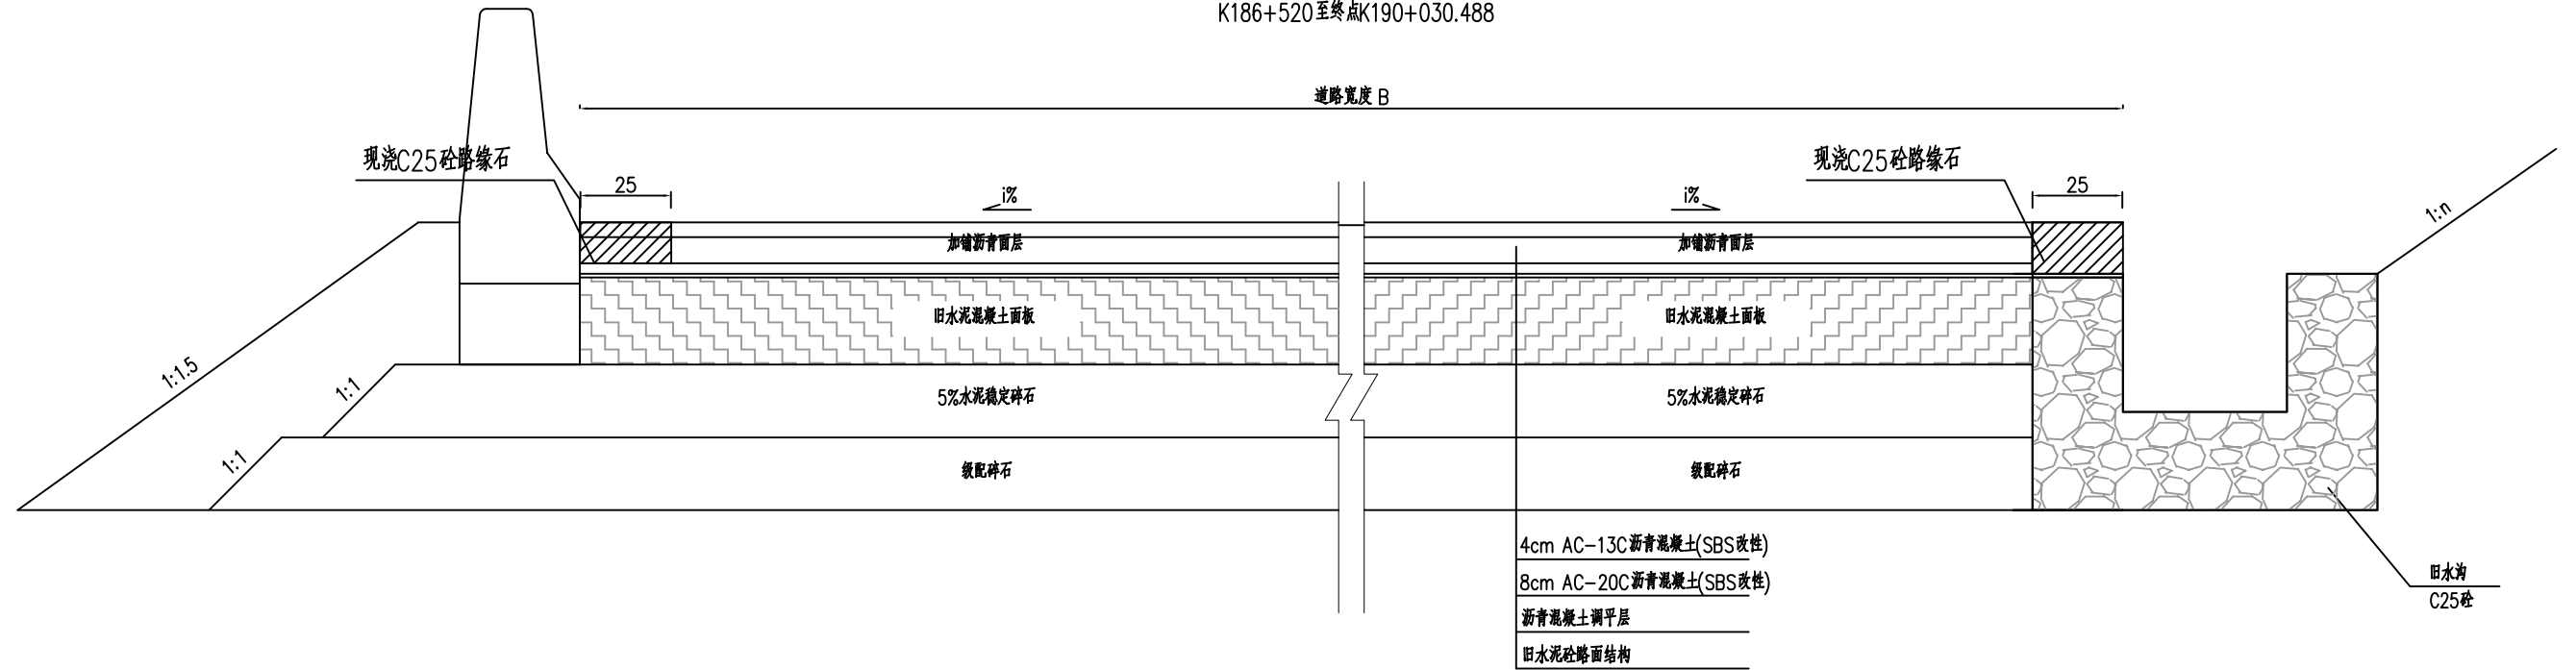 K186+520至终点K190+030.488
道路宽度 B
现浇C25砼路缘石
现浇C25砼路缘石
25
i%
i%
25
1:n
加铺沥青面层
加铺沥青面层
旧水泥混凝土面板
旧水泥混凝土面板
1:1.5
1:1
5%水泥稳定碎石
5%水泥稳定碎石
1:1
级配碎石
级配碎石
4cm AC-13C沥青混凝土(SBS改性)
8cm AC-20C沥青混凝土(SBS改性)
沥青混凝土调平层
旧水泥砼路面结构
旧水沟
C25砼